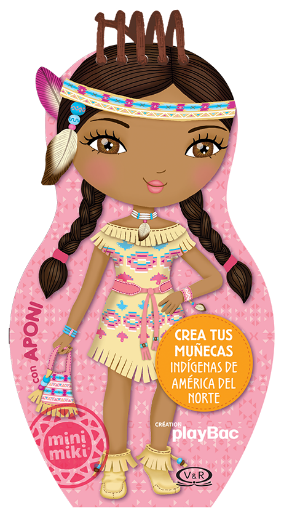 con APONI
CREA TUS
MUÑECAS
INDÍGENAS DE
AMÉRICA DEL
NORTE
CRÉATION
playBac
mini
miki
V&R